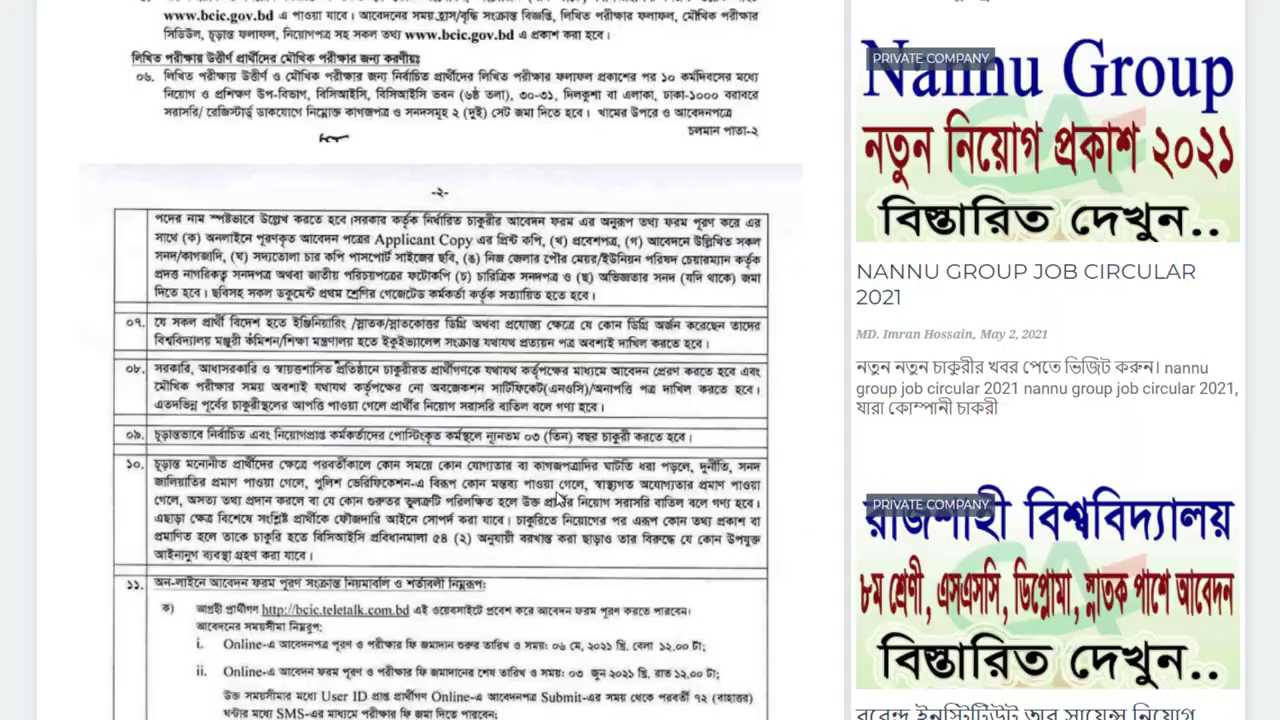 www.bcic.gov.bd এ পাওয়া যাবে। আবেদনের সময় হ্রাস/বৃদ্ধি সংক্রান্ত বিজ্ঞপ্তি, লিখিত পরীক্ষার ফলাফল, মৌখিক পরীক্ষার
সিডিউল, চূড়ান্ত ফলাফল, নিয়োগপত্র সহ সকল তথ্য www.bcic.gov.bd এ প্রকাশ করা হবে।
লিখিত পরীক্ষায় উত্তীর্ণ প্রার্থীদের মৌখিক পরীক্ষার জন্য করণীয়ঃ
০৬. লিখিত পরীক্ষায় উত্তীর্ণ ও মৌখিক পরীক্ষার জন্য নির্বাচিত প্রার্থীদের লিখিত পরীক্ষার ফলাফল প্রকাশের পর ১০ কর্মদিবসের মধ্যে
নিয়োগ ও প্রশিক্ষণ উপ-বিভাগ, বিসিআইসি, বিসিআইসি ভবন (৬ষ্ঠ তলা), ৩০-৩১, দিলকুশা বা এলাকা, ঢাকা-১০০০ বরাবরে
সরাসরি/ রেজিস্টার্ড ডাকযোগে নিম্নোক্ত কাগজপত্র ও সনদসমূহ ২ (দুই) সেট জমা দিতে হবে। খামের উপরে ও আবেদনপত্রে
চলমান পাতা-২
-২-
পদের নাম স্পষ্টভাবে উল্লেখ করতে হবে।সরকার কর্তৃক নির্ধারিত চাকুরীর আবেদন ফরম এর অনুরূপ তথ্য ফরম পূরণ করে এর
সাথে (ক) অনলাইনে পূরণকৃত আবেদন পত্রের Applicant Copy এর প্রিন্ট কপি, (খ) প্রবেশপত্র, (গ) আবেদনে উল্লিখিত সকল
সনদ/কাগজাদি, (ঘ) সদ্যতোলা চার কপি পাসপোর্ট সাইজের ছবি, (ঙ) নিজ জেলার পৌর মেয়র/ইউনিয়ন পরিষদ চেয়ারম্যান কর্তৃক
প্রদত্ত নাগরিকত্ব সনদপত্র অথবা জাতীয় পরিচয়পত্রের ফটোকপি (চ) চারিত্রিক সনদপত্র ও (ছ) অভিজ্ঞতার সনদ (যদি থাকে) জমা
দিতে হবে। ছবিসহ সকল ডকুমেন্ট প্রথম শ্রেণির গেজেটেড কর্মকর্তা কর্তৃক সত্যায়িত হতে হবে।
০৭. যে সকল প্রার্থী বিদেশ হতে ইঞ্জিনিয়ারিং /স্নাতক/স্নাতকোত্তর ডিগ্রি অথবা প্রযোজ্য ক্ষেত্রে যে কোন ডিগ্রি অর্জন করেছেন তাদের
বিশ্ববিদ্যালয় মঞ্জুরী কমিশন/শিক্ষা মন্ত্রণালয় হতে ইকুইভ্যালেন্স সংক্রান্ত যথাযথ প্রত্যয়ন পত্র অবশ্যই দাখিল করতে হবে।
০৮. সরকারি, আধাসরকারি ও স্বায়ত্তশাসিত প্রতিষ্ঠানে চাকুরীরত প্রার্থীগণকে যথাযথ কর্তৃপক্ষের মাধ্যমে আবেদন প্রেরণ করতে হবে এবং
মৌখিক পরীক্ষার সময় অবশ্যই যথাযথ কর্তৃপক্ষের নো অবজেকশন সার্টিফিকেট(এনওসি)/অনাপত্তি পত্র দাখিল করতে হবে।
এতদভিন্ন পূর্বের চাকুরীস্থলের আপত্তি পাওয়া গেলে প্রার্থীর নিয়োগ সরাসরি বাতিল বলে গণ্য হবে।
০৯. চূড়ান্তভাবে নির্বাচিত এবং নিয়োগপ্রাপ্ত কর্মকর্তাদের পোস্টিংকৃত কর্মস্থলে ন্যূনতম ০৩ (তিন) বছর চাকুরী করতে হবে।
১০. চূড়ান্ত মনোনীত প্রার্থীদের ক্ষেত্রে পরবর্তীকালে কোন সময়ে কোন যোগ্যতার বা কাগজপত্রাদির ঘাটতি ধরা পড়লে, দুর্নীতি, সনদ
জালিয়াতির প্রমাণ পাওয়া গেলে, পুলিশ ভেরিফিকেশন-এ বিরূপ কোন মন্তব্য পাওয়া গেলে, স্বাস্থ্যগত অযোগ্যতার প্রমাণ পাওয়া
গেলে, অসত্য তথ্য প্রদান করলে বা যে কোন গুরুতর ভুলত্রুটি পরিলক্ষিত হলে উক্ত প্রার্থীর নিয়োগ সরাসরি বাতিল বলে গণ্য হবে।
এছাড়া ক্ষেত্র বিশেষে সংশ্লিষ্ট প্রার্থীকে ফৌজদারি আইনে সোপর্দ করা যাবে। চাকুরিতে নিয়োগের পর এরূপ কোন তথ্য প্রকাশ বা
প্রমাণিত হলে তাকে চাকুরি হতে বিসিআইসি প্রবিধানমালা ৫৪ (২) অনুযায়ী বরখাস্ত করা ছাড়াও তার বিরুদ্ধে যে কোন উপযুক্ত
আইনানুগ ব্যবস্থা গ্রহণ করা যাবে।
১১. অন-লাইনে আবেদন ফরম পূরণ সংক্রান্ত নিয়মাবলি ও শর্তাবলী নিম্নরূপ:
ক) আগ্রহী প্রার্থীগণ http://bcic.teletalk.com.bd এই ওয়েবসাইটে প্রবেশ করে আবেদন ফরম পূরণ করতে পারবেন।
আবেদনের সময়সীমা নিম্নরূপ:
i. Online-এ আবেদনপত্র পূরণ ও পরীক্ষার ফি জমাদান শুরুর তারিখ ও সময়: ০৬ মে, ২০২১ খ্রি, বেলা ১২.০০ টা;
ii. Online-এ আবেদন ফরম পূরণ ও পরীক্ষার ফি জমাদানের শেষ তারিখ ও সময়: ০৩ জুন ২০২১ খ্রি, রাত ১২.০০ টা;
উক্ত সময়সীমার মধ্যে User ID প্রাপ্ত প্রার্থীগণ Online-এ আবেদনপত্র Submit-এর সময় থেকে পরবর্তী ৭২ (বাহাত্তর)
ঘন্টার মধ্যে SMS-এর মাধ্যমে পরীক্ষার ফি জমা দিতে পারবেন;
PRIVATE COMPANY
Nannu Group
নতুন নিয়োগ প্রকাশ ২০২১
বিস্তারিত দেখুন..
NANNU GROUP JOB CIRCULAR
2021
MD. Imran Hossain, May 2, 2021
নতুন নতুন চাকুরীর খবর পেতে ভিজিট করুন। nannu
group job circular 2021 nannu group job circular 2021,
যারা কোম্পানী চাকরী
PRIVATE COMPANY
রাজশাহী বিশ্ববিদ্যালয়
৮ম শ্রেণী, এসএসসি, ডিপ্লোমা, স্নাতক পাশে আবেদন
বিস্তারিত দেখুন..
বরেন্দ্র ইনস্টিটিউট অব সায়েন্স নিয়োগ